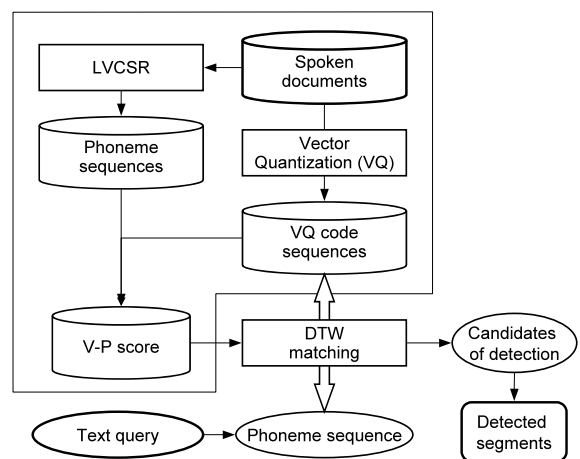 LVCSR
Spoken
documents
Phoneme
sequences
Vector
Quantization (VQ)
VQ code
sequences
V-P score
DTW
matching
Candidates
of detection
Text query
Phoneme sequence
Detected
segments